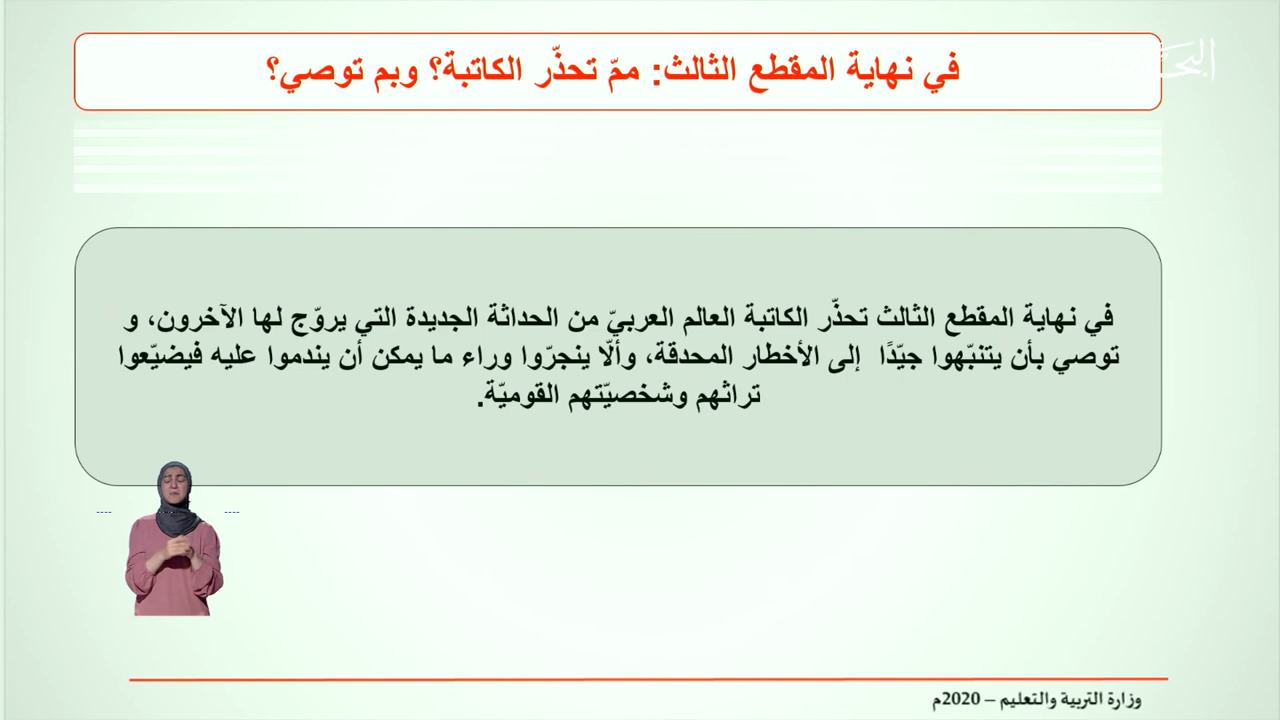 في نهاية المقطع الثالث: ممّ تحذّر الكاتبة؟ وبم توصي؟
في نهاية المقطع الثالث تحذّر الكاتبة العالم العربيّ من الحداثة الجديدة التي يروّج لها الآخرون، و
توصي بأن يتنبّهوا جيّدًا إلى الأخطار المحدقة، وألّا ينجرّوا وراء ما يمكن أن يندموا عليه فيضيّعوا
تراثهم وشخصيّتهم القوميّة.
وزارة التربية والتعليم – 2020م